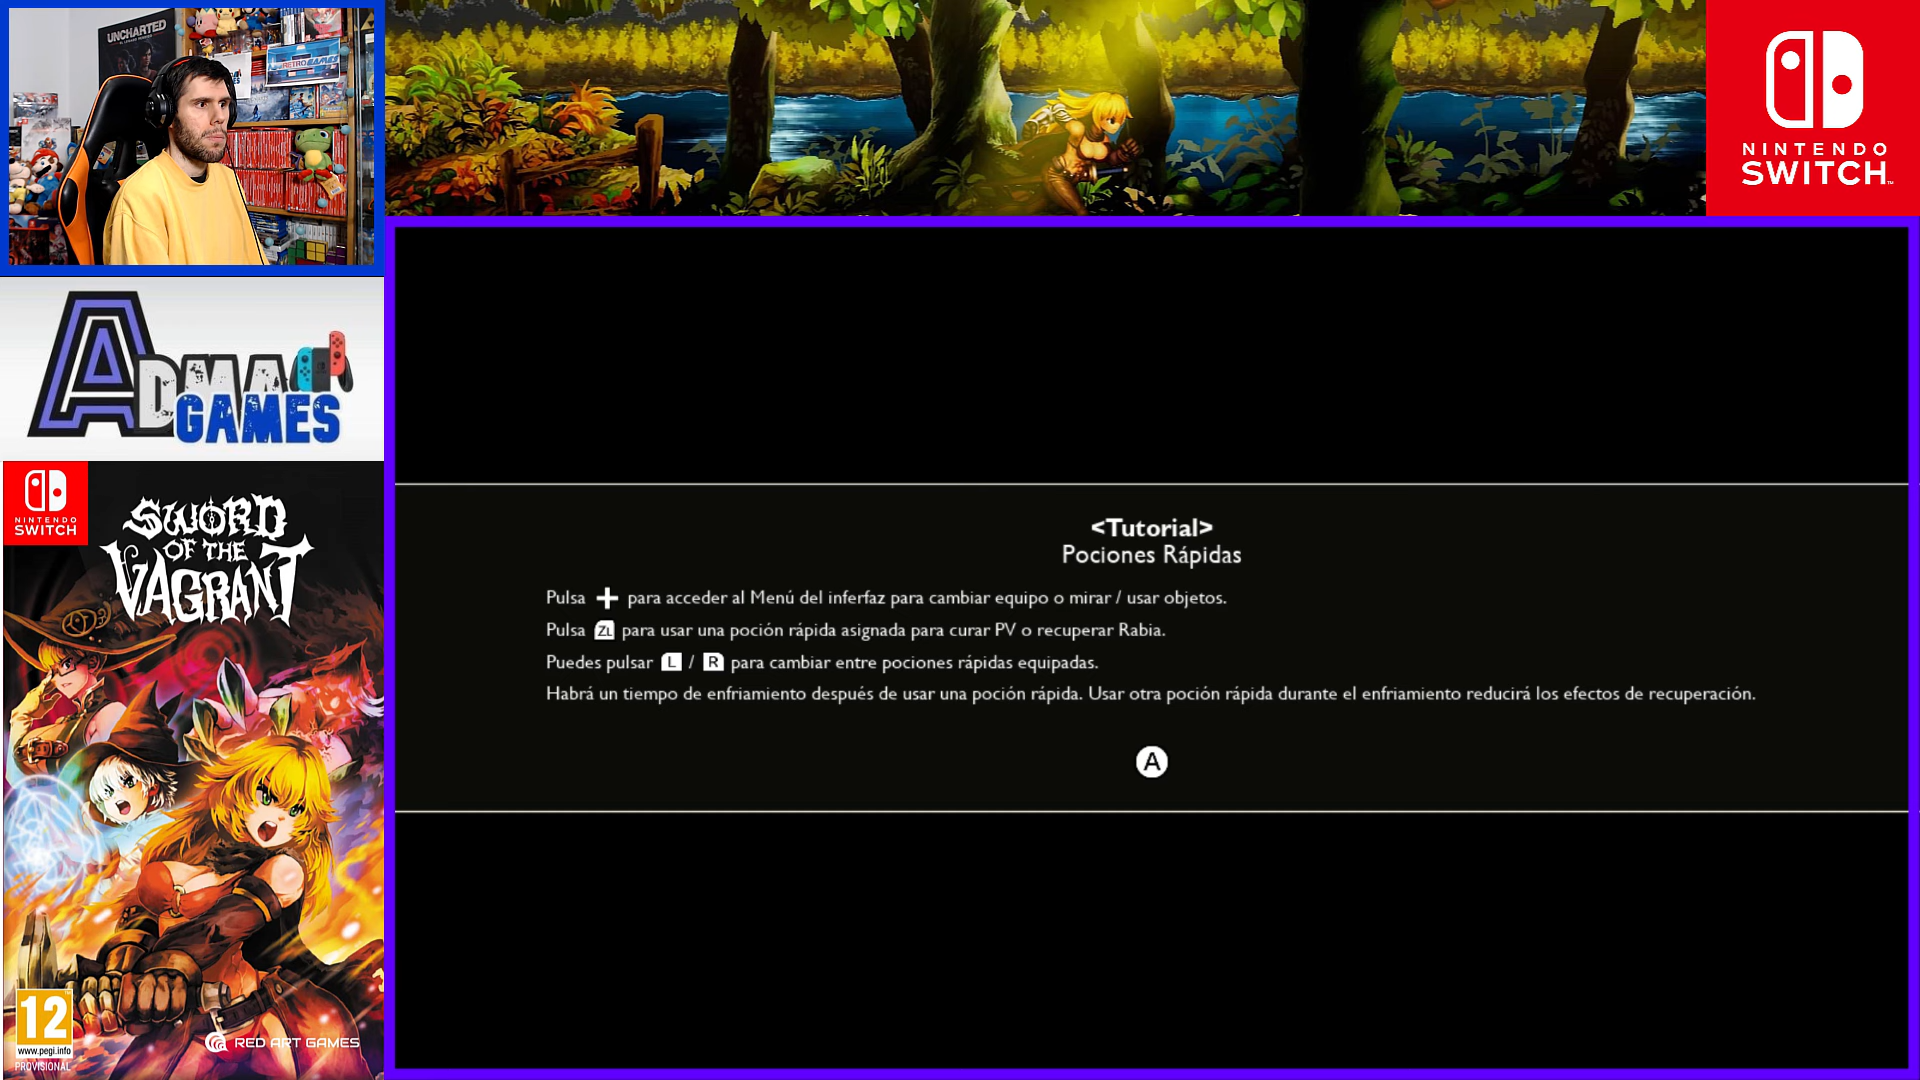 UNCHARTED
RETROGAMES
NINTENDO
SWITCH
ADMA
GAMES
NINTENDO
SWITCH
SWORD
OF THE
VAGRANT
12
www.pegi.info
PROVISIONAL
RED ART GAMES
<Tutorial>
Pociones Rápidas
Pulsa + para acceder al Menú del inferfaz para cambiar equipo o mirar / usar objetos.
Pulsa ZL para usar una poción rápida asignada para curar PV o recuperar Rabia.
Puedes pulsar L / R para cambiar entre pociones rápidas equipadas.
Habrá un tiempo de enfriamiento después de usar una poción rápida. Usar otra poción rápida durante el enfriamiento reducirá los efectos de recuperación.
A